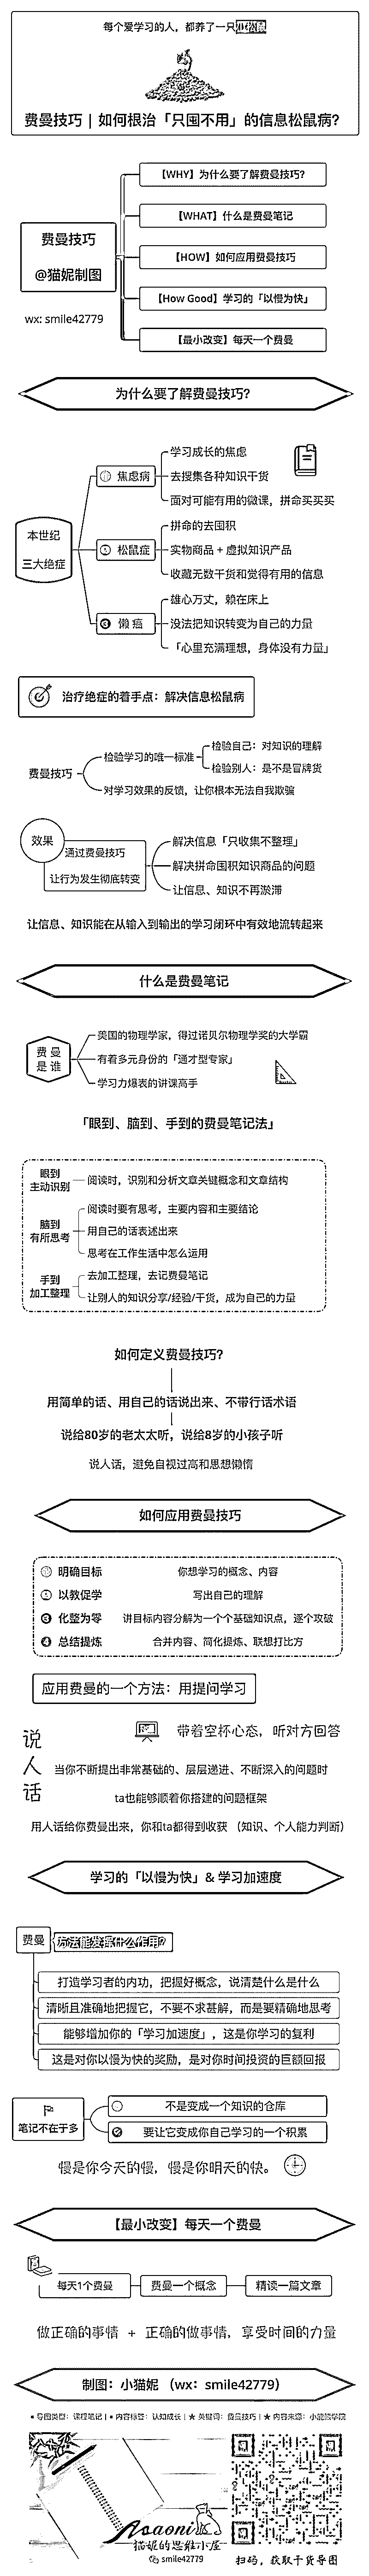 每个爱学习的人，都养了一只
费曼技巧 | 如何根治「只囤不用」的信息松鼠病?
费曼技巧
@猫妮制图
wx: smile42779
【WHY】为什么要了解费曼技巧?
【WHAT】什么是费曼笔记
【HOW】如何应用费曼技巧
【How Good】学习的「以慢为快」
【最小改变】每天一个费曼
为什么要了解费曼技巧?
本世纪
三大绝症
焦虑病
学习成长的焦虑
去搜集各种知识干货
面对可能有用的微课，拼命买买买
松鼠症
拼命的去囤积
实物商品 + 虚拟知识产品
收藏无数干货和觉得有用的信息
懒癌
雄心万丈，赖在床上
没法把知识转变为自己的力量
「心里充满理想，身体没有力量」
治疗绝症的着手点：解决信息松鼠病
费曼技巧
检验学习的唯一标准
检验自己：对知识的理解
检验别人：是不是冒牌货
对学习效果的反馈，让你根本无法自我欺骗
效果
通过费曼技巧
让行为发生彻底转变
解决信息「只收集不整理」
解决拼命囤积知识商品的问题
让信息、知识不再淤滞
让信息、知识能在从输入到输出的学习闭环中有效地流转起来
什么是费曼笔记
费曼
是谁
美国的物理学家，得过诺贝尔物理学奖的大学霸
有着多元身份的「通才型专家」
学习力爆表的讲课高手
「眼到、脑到、手到的费曼笔记法」
眼到
主动识别
阅读时，识别和分析文章关键概念和文章结构
脑到
有所思考
阅读时要有思考，主要内容和主要结论
用自己的话表述出来
思考在工作生活中怎么运用
手到
加工整理
去加工整理，去记费曼笔记
让别人的知识分享/经验/干货，成为自己的力量
如何定义费曼技巧?
用简单的话、用自己的话说出来、不带行话术语
说给80岁的老太太听，说给8岁的小孩子听
说人话，避免自视过高和思想懒惰
如何应用费曼技巧
明确目标 你想学习的概念、内容
以教促学 写出自己的理解
化整为零 讲目标内容分解为一个个基础知识点，逐个攻破
总结提炼 合并内容、简化提炼、联想打比方
应用费曼的一个方法：用提问学习
说人话
带着空杯心态，听对方回答
当你不断提出非常基础的、层层递进、不断深入的问题时
ta也能够顺着你搭建的问题框架
用人话给你费曼出来，你和ta都得到收获 （知识、个人能力判断）
学习的「以慢为快」& 学习加速度
费曼
方法能发挥什么作用?
打造学习者的内功，把握好概念，说清楚什么是什么
清晰且准确地把握它，不要不求甚解，而是要精确地思考
能够增加你的「学习加速度」，这是你学习的复利
这是对你以慢为快的奖励，是对你时间投资的巨额回报
笔记不在于多
不是变成一个知识的仓库
要让它变成你自己学习的一个积累
慢是你今天的慢，慢是你明天的快。
【最小改变】每天一个费曼
每天1个费曼
费曼一个概念
精读一篇文章
做正确的事情 + 正确的做事情，享受时间的力量
制图：小猫妮 （wx：smile42779）
● 导图类型：课程笔记 | ● 内容标签：认知成长 | ★ 关键词：费曼技巧 | ★ 内容来源：小能熊学院
猫妮的思维小屋
smile42779
扫码，获取干货导图